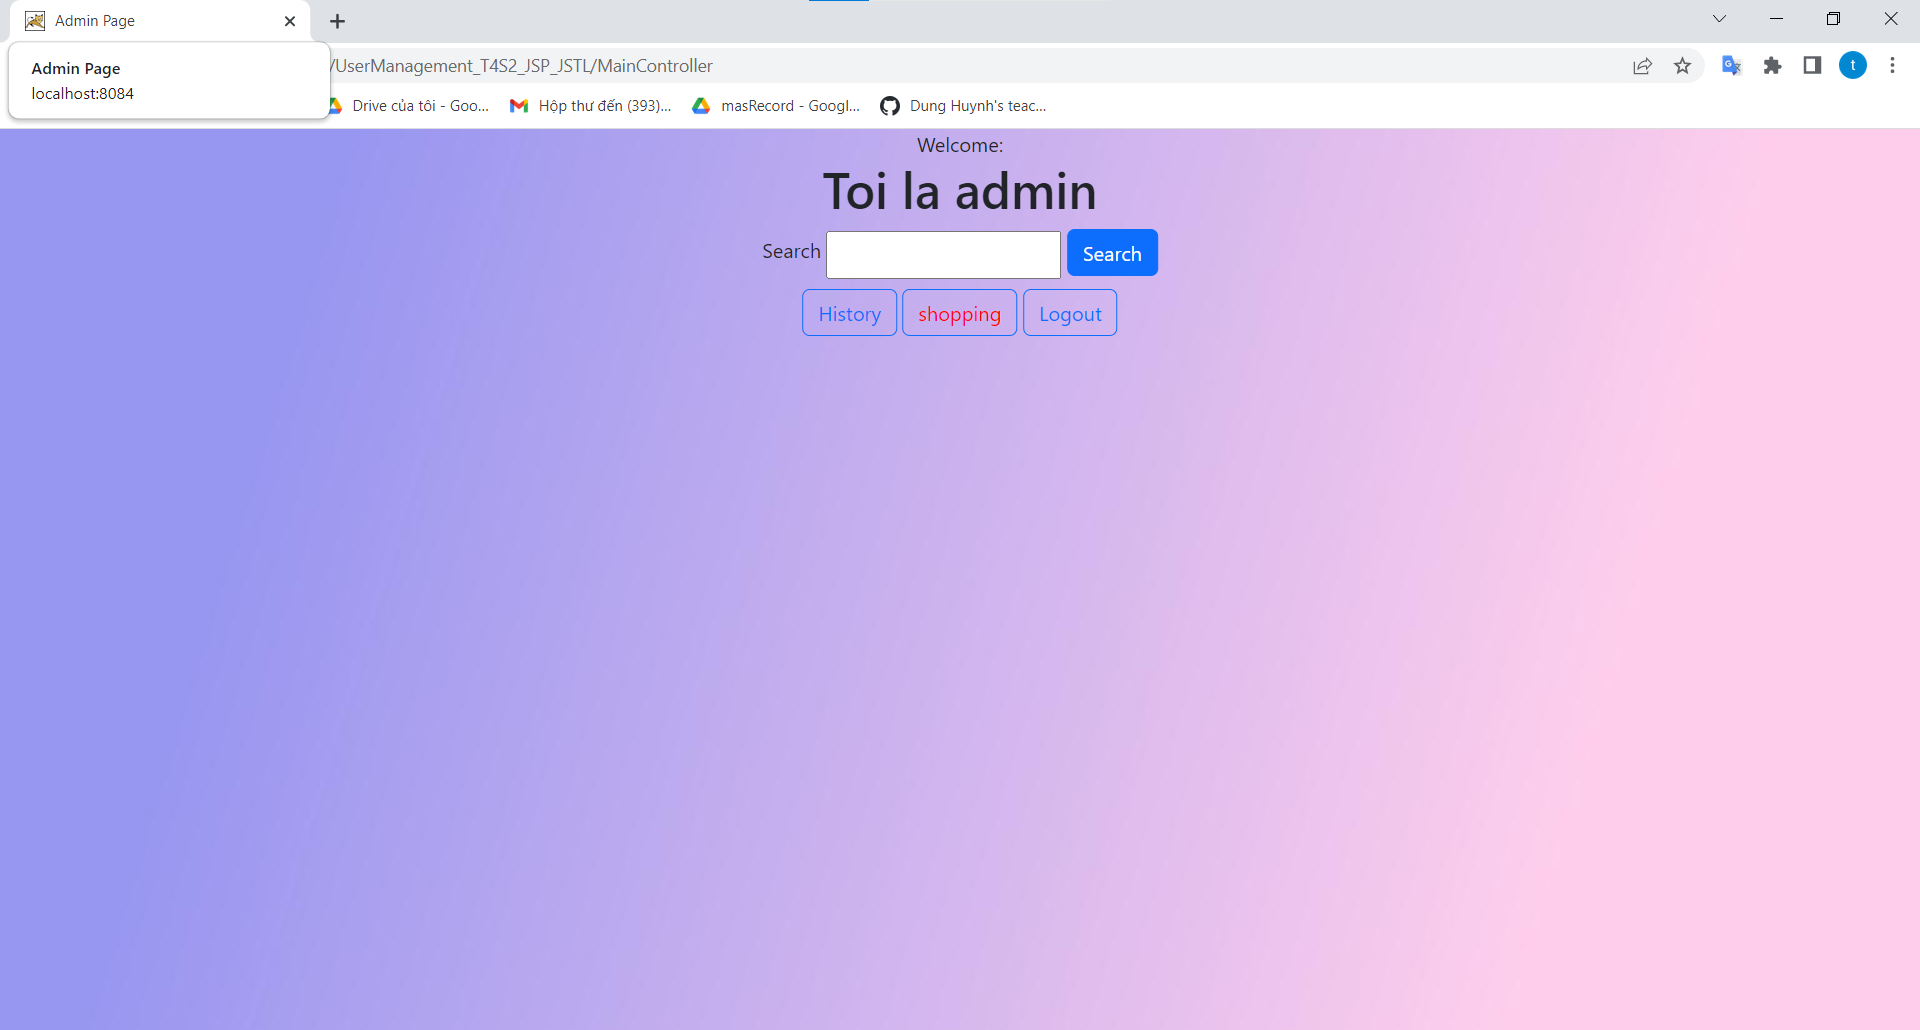 Admin Page
Admin Page
localhost:8084
/UserManagement_T4S2_JSP_JSTL/MainController
t
Drive của tôi - Goo...
Hộp thư đến (393)...
masRecord - Googl...
Dung Huynh's teac...
Welcome:
Toi la admin
Search Search
History shopping Logout